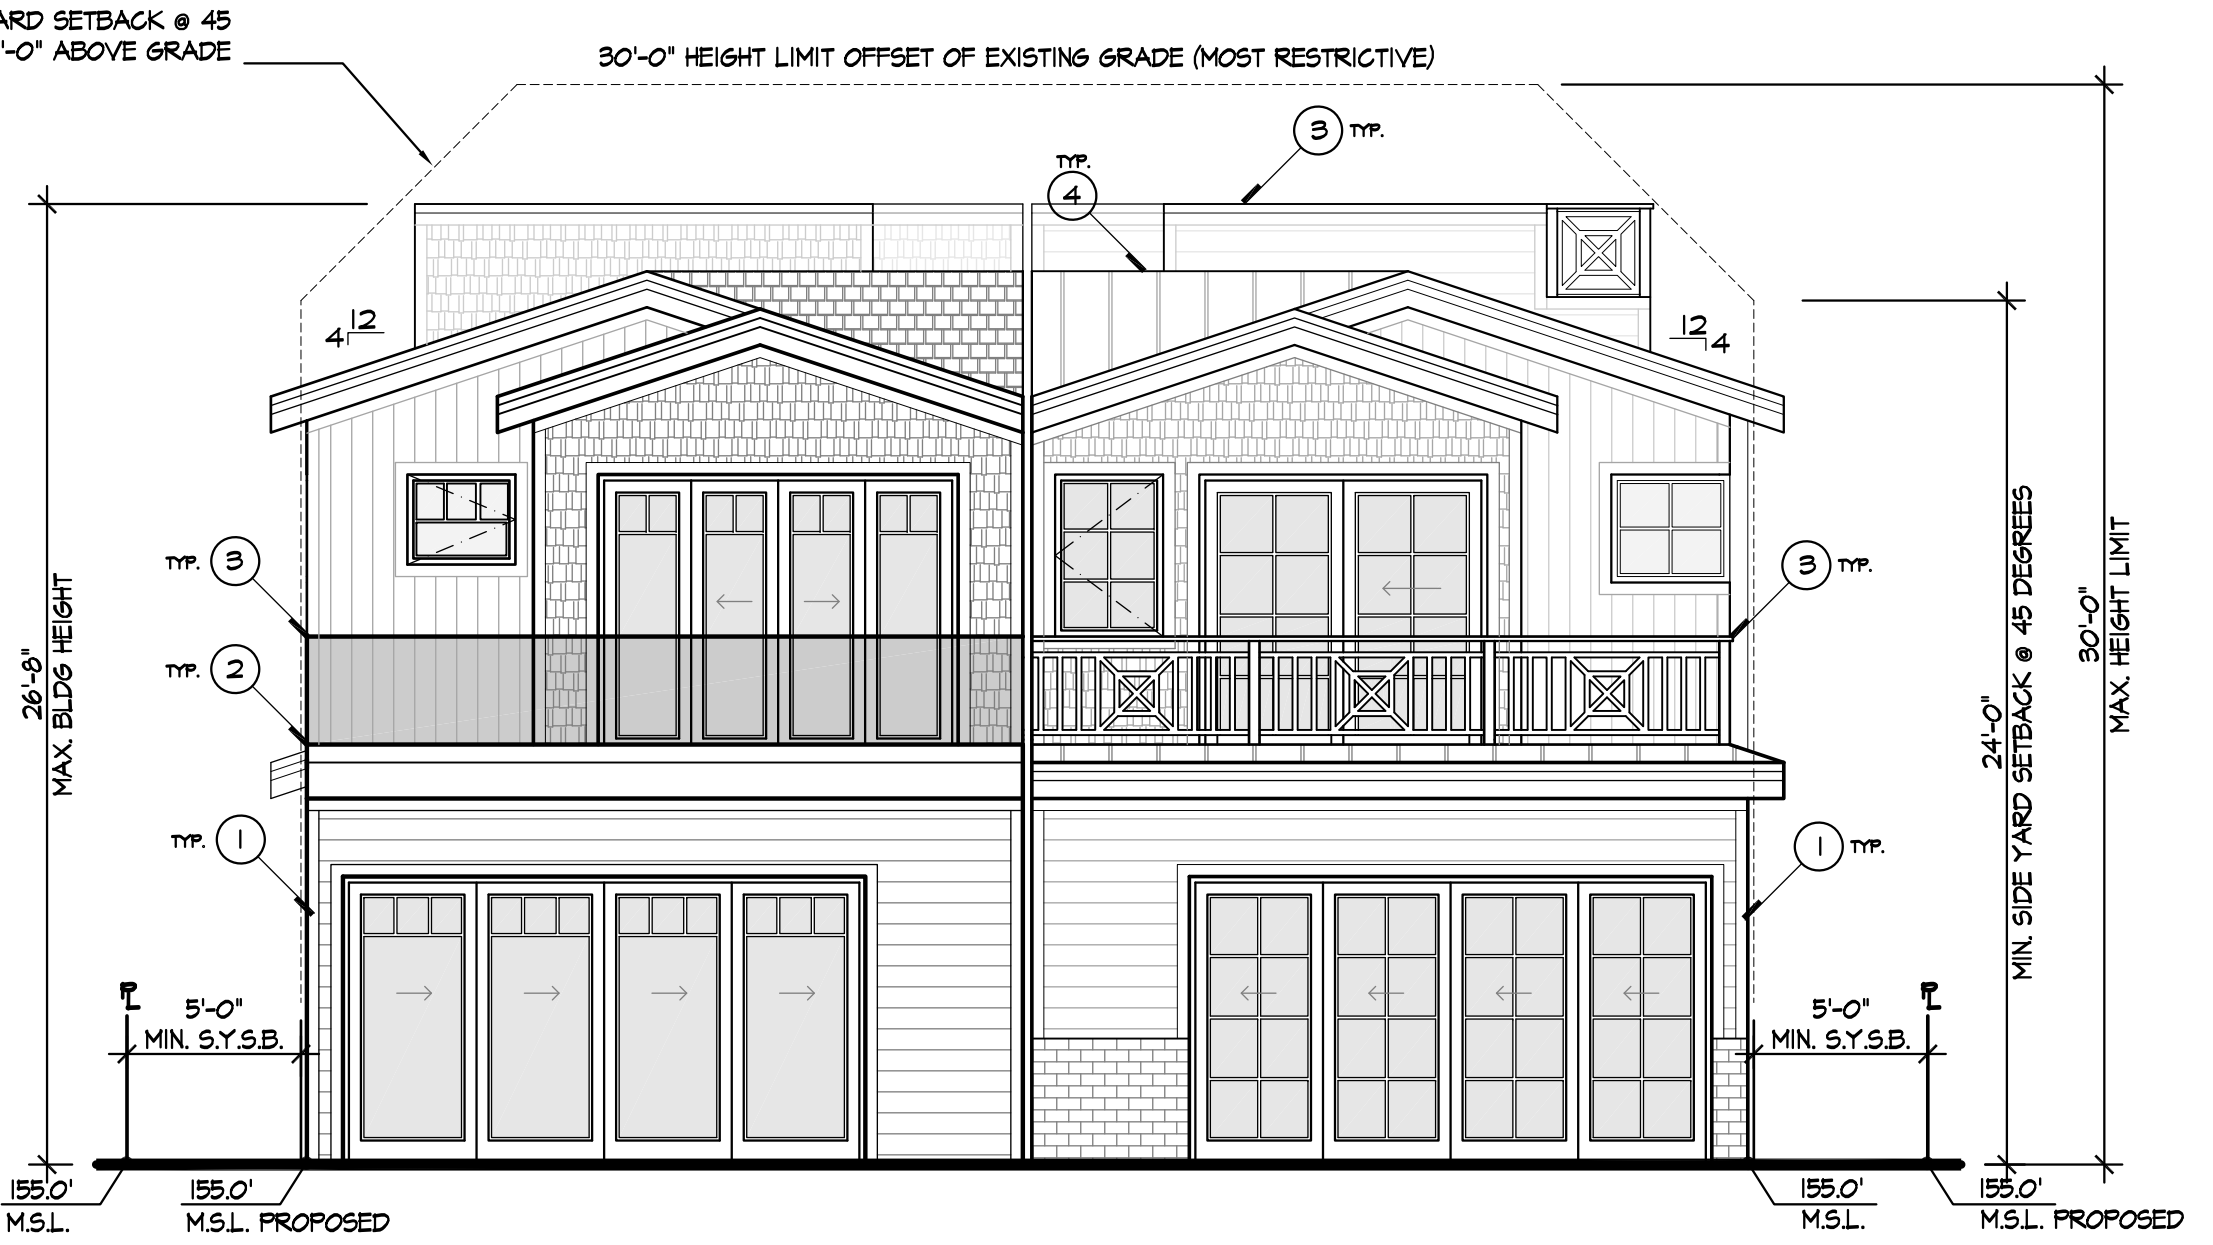 ARD SETBACK @ 45
'-0" ABOVE GRADE
30'-0" HEIGHT LIMIT OFFSET OF EXISTING GRADE (MOST RESTRICTIVE)
3 TYP.
TYP.
4
12
4
12
4
TYP. 3
3 TYP.
TYP. 2
26'-8"
MAX. BLDG HEIGHT
24'-0"
MIN. SIDE YARD SETBACK @ 45 DEGREES
30'-0"
MAX. HEIGHT LIMIT
TYP. 1
1 TYP.
PL
5'-0"
MIN. S.Y.S.B.
PL
5'-0"
MIN. S.Y.S.B.
155.0'
M.S.L.
155.0'
M.S.L. PROPOSED
155.0'
M.S.L.
155.0'
M.S.L. PROPOSED